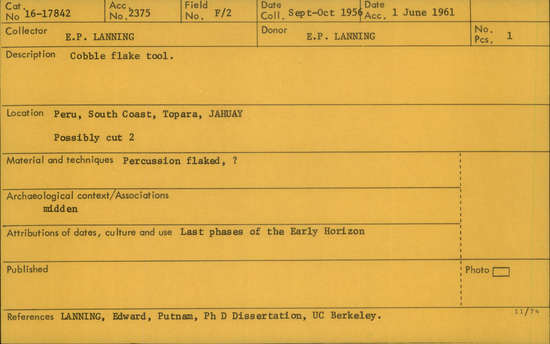 Cat. No 16-17842 Acc. No. 2375 Field No. F/2 Date Coll. Sept-Oct 1956 Date Acc. 1 June 1961
Collector E.P. LANNING Donor E.P. LANNING No. Pcs. 1
Description Cobble flake tool.
Location Peru, South Coast, Topara, JAHUAY
Possibly cut 2
Material and techniques Percussion flaked, ?
Archaeological context/Associations
midden
Attributions of dates, culture and use Last phases of the Early Horizon
Published Photo
11/74
References LANNING, Edward, Putnam, Ph D Dissertation, UC Berkeley.